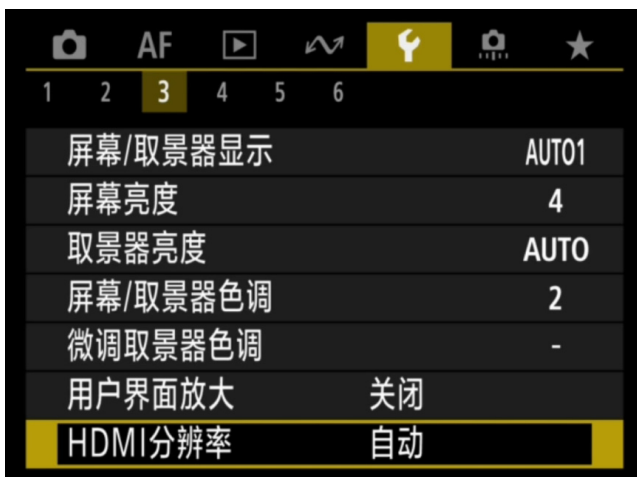 AF
1 2 3 4 5 6
屏幕/取景器显示 AUTO1
屏幕亮度 4
取景器亮度 AUTO
屏幕/取景器色调 2
微调取景器色调 -
用户界面放大 关闭
HDMI分辨率 自动